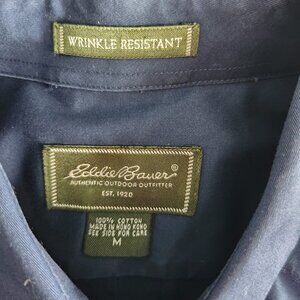 WRINKLE RESISTANT
Eddie Bauer®
AUTHENTIC OUTDOOR OUTFITTER
EST. 1920
100% COTTON
MADE IN HONG KONG
SEE SIDE FOR CARE
M